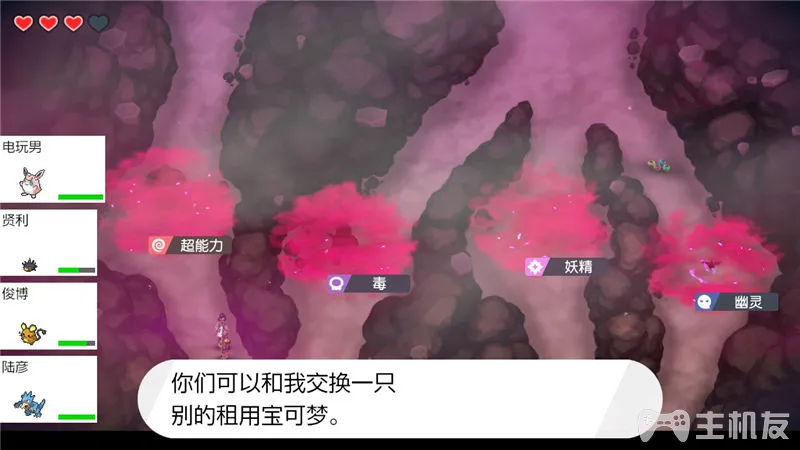 电玩男
贤利
俊博
陆彦
超能力
毒
妖精
幽灵
你们可以和我交换一只
别的租用宝可梦。
主机友